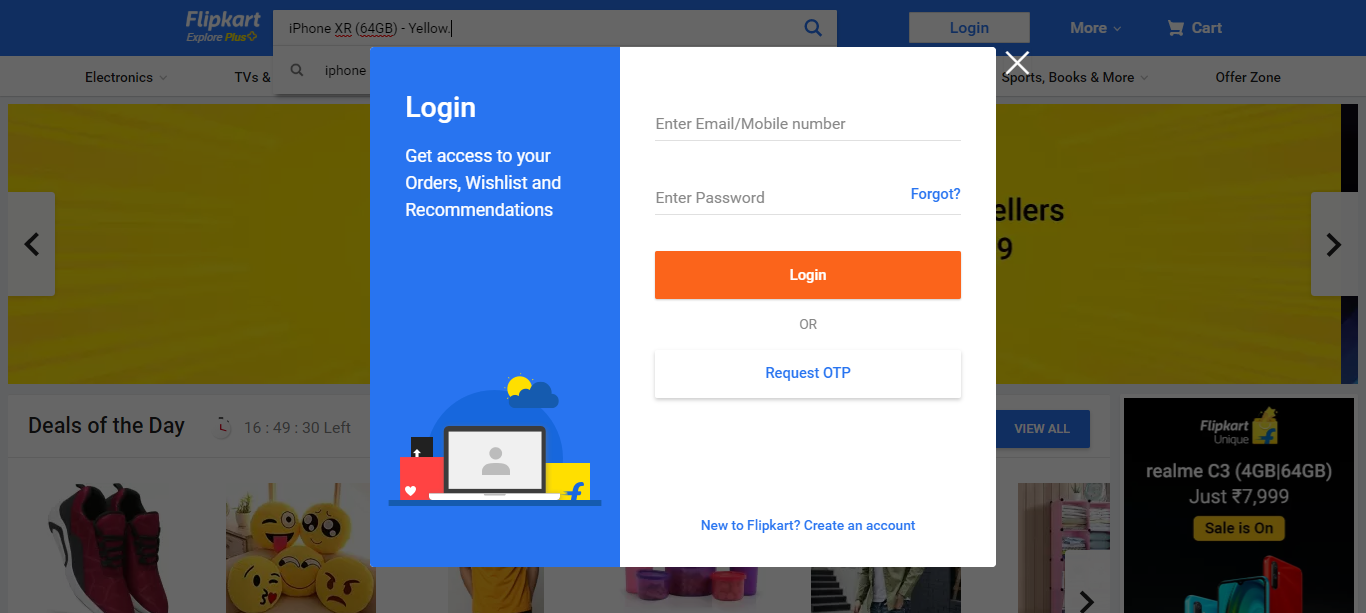 Flipkart
Explore Plus
iPhone XR (64GB) - Yellow.
Login
More
Cart
iphone
Electronics
TVs &
Sports, Books & More
Offer Zone
Login
Get access to your
Orders, Wishlist and
Recommendations
Enter Email/Mobile number
Enter Password
Forgot?
Login
OR
Request OTP
New to Flipkart? Create an account
ellers
9
Deals of the Day
16 : 49 : 30 Left
VIEW ALL
Flipkart
Unique
realme C3 (4GB|64GB)
Just ₹7,999
Sale is On